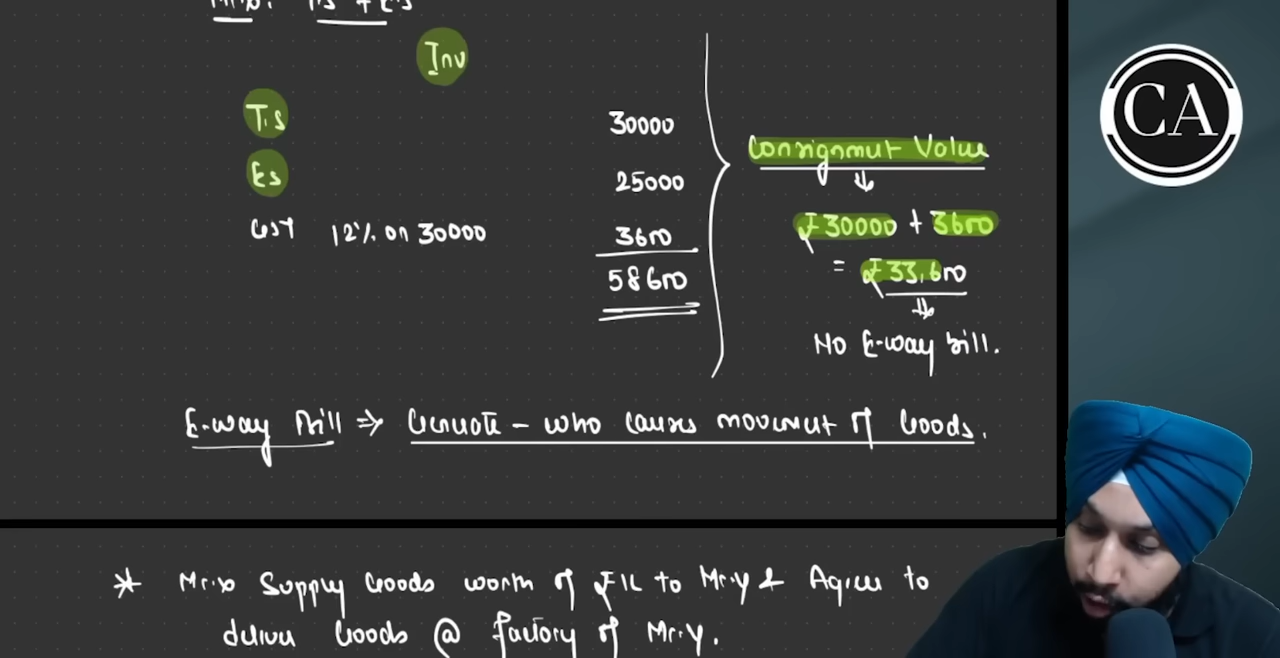 Inv
T.S 30000
ES 25000
GST 12% on 30000 3600
58600
Consignment Value
₹30000 + 3600
= ₹33,600
No E-way bill.
E-way Bill ⇒ Generate - who causes movement of Goods.
* Mr.X Supply Goods worth of ₹1L to Mr.Y & Agree to
deliver Goods @ factory of Mr.Y.
CA